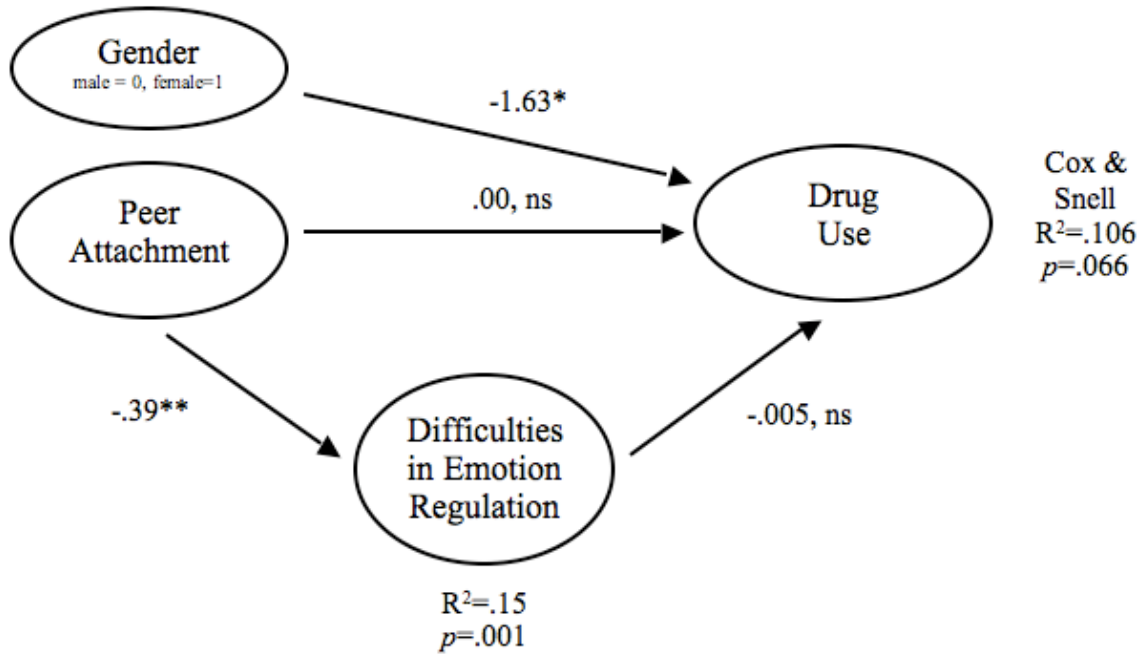 Gender
male = 0, female=1
-1.63*
Peer
Attachment
.00, ns
Drug
Use
Cox &
Snell
R²=.106
p=.066
-.39**
Difficulties
in Emotion
Regulation
-.005, ns
R²=.15
p=.001